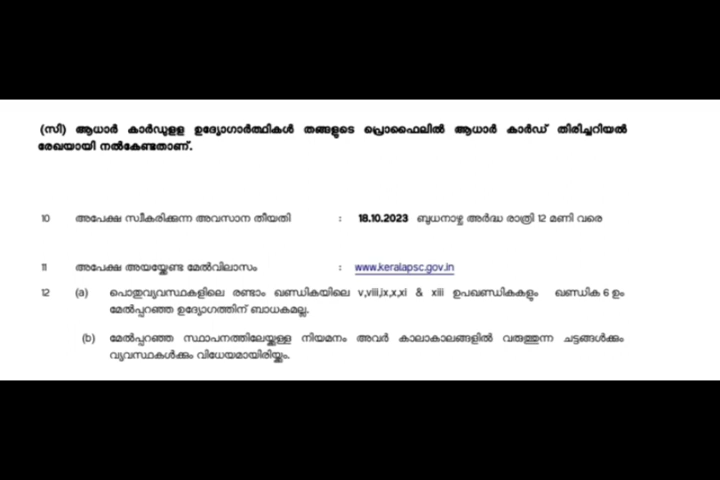 (സി) ആധാർ കാർഡുള്ള ഉദ്യോഗാർത്ഥികൾ തങ്ങളുടെ പ്രൊഫൈലിൽ ആധാർ കാർഡ് തിരിച്ചറിയൽ
രേഖയായി നൽകേണ്ടതാണ്.
10 അപേക്ഷ സ്വീകരിക്കുന്ന അവസാന തീയതി : 18.10.2023 ബുധനാഴ്ച അർദ്ധ രാത്രി 12 മണി വരെ
11 അപേക്ഷ അയയ്ക്കേണ്ട മേൽവിലാസം : www.keralapsc.gov.in
12 (a) പൊതുവ്യവസ്ഥകളിലെ രണ്ടാം ഖണ്ഡികയിലെ v,viii,ix,x,xi & xiii ഉപഖണ്ഡികകളും ഖണ്ഡിക 6 ഉം
മേൽപ്പറഞ്ഞ ഉദ്യോഗത്തിന് ബാധകമല്ല.
(b) മേൽപ്പറഞ്ഞ സ്ഥാപനത്തിലേയ്ക്കുള്ള നിയമനം അവർ കാലാകാലങ്ങളിൽ വരുത്തുന്ന ചട്ടങ്ങൾക്കും
വ്യവസ്ഥകൾക്കും വിധേയമായിരിയ്ക്കും.